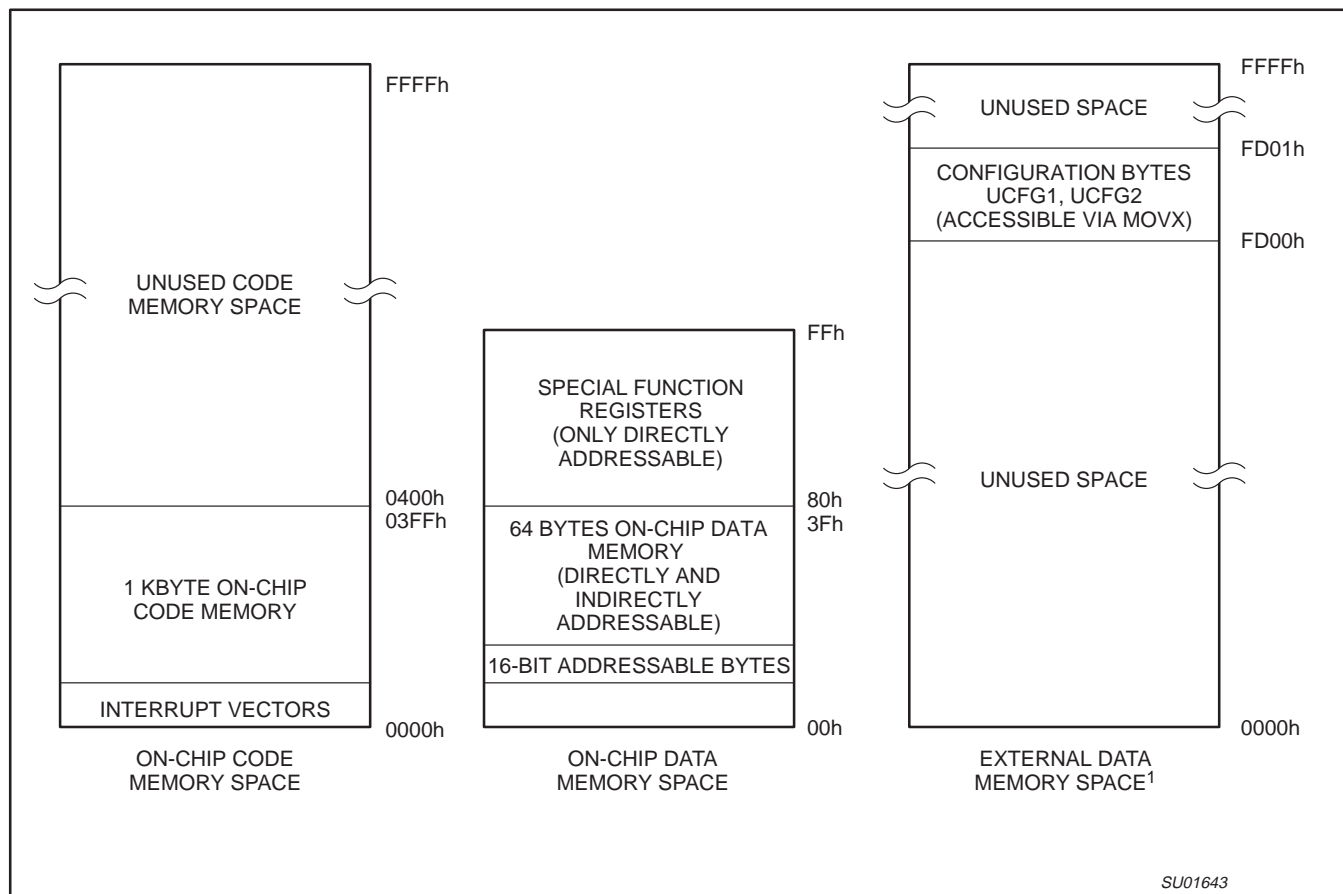 FFFFh
UNUSED CODE
MEMORY SPACE
0400h
03FFh
1 KBYTE ON-CHIP
CODE MEMORY
INTERRUPT VECTORS
0000h
ON-CHIP CODE
MEMORY SPACE
FFh
SPECIAL FUNCTION
REGISTERS
(ONLY DIRECTLY
ADDRESSABLE)
80h
3Fh
64 BYTES ON-CHIP DATA
MEMORY
(DIRECTLY AND
INDIRECTLY
ADDRESSABLE)
16-BIT ADDRESSABLE BYTES
00h
ON-CHIP DATA
MEMORY SPACE
FFFFh
UNUSED SPACE
FD01h
CONFIGURATION BYTES
UCFG1, UCFG2
(ACCESSIBLE VIA MOVX)
FD00h
UNUSED SPACE
0000h
EXTERNAL DATA
MEMORY SPACE1
SU01643